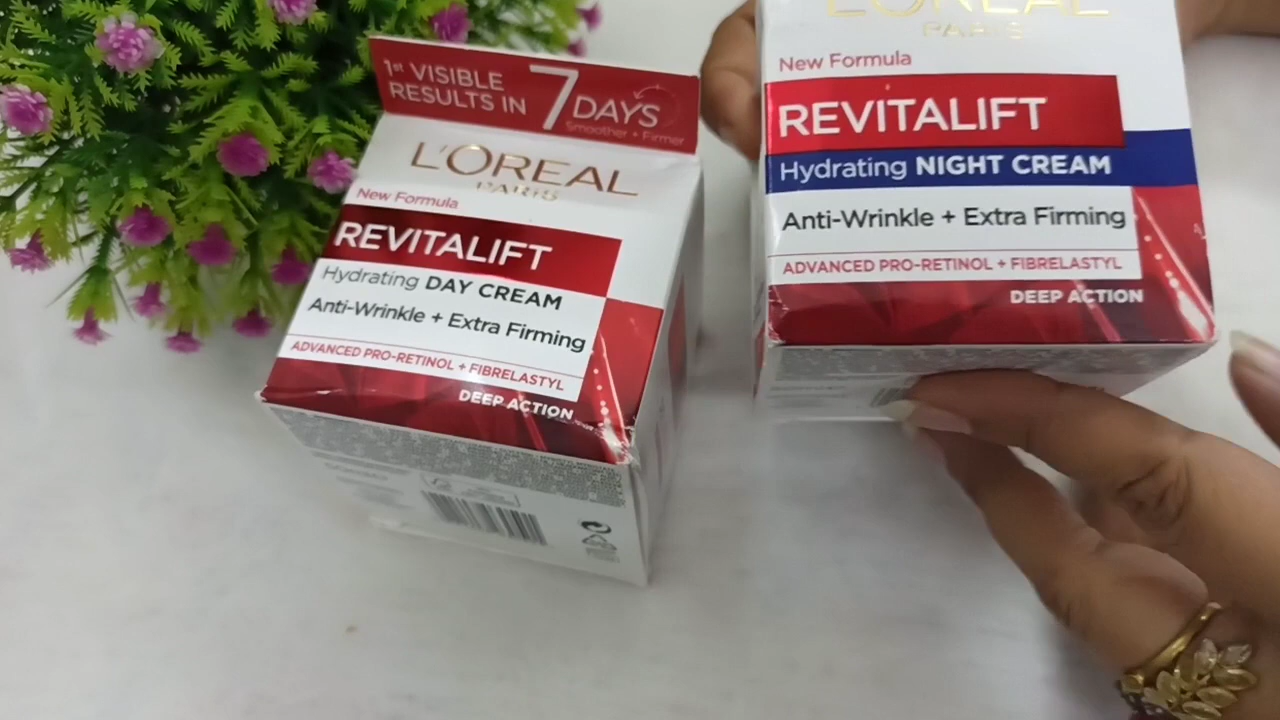 1st VISIBLE
RESULTS IN 7 DAYS
Smoother + Firmer
L'ORÉAL
PARIS
New Formula
REVITALIFT
Hydrating DAY CREAM
Anti-Wrinkle + Extra Firming
ADVANCED PRO-RETINOL + FIBRELASTYL
DEEP ACTION
L'ORÉAL
PARIS
New Formula
REVITALIFT
Hydrating NIGHT CREAM
Anti-Wrinkle + Extra Firming
ADVANCED PRO-RETINOL + FIBRELASTYL
DEEP ACTION